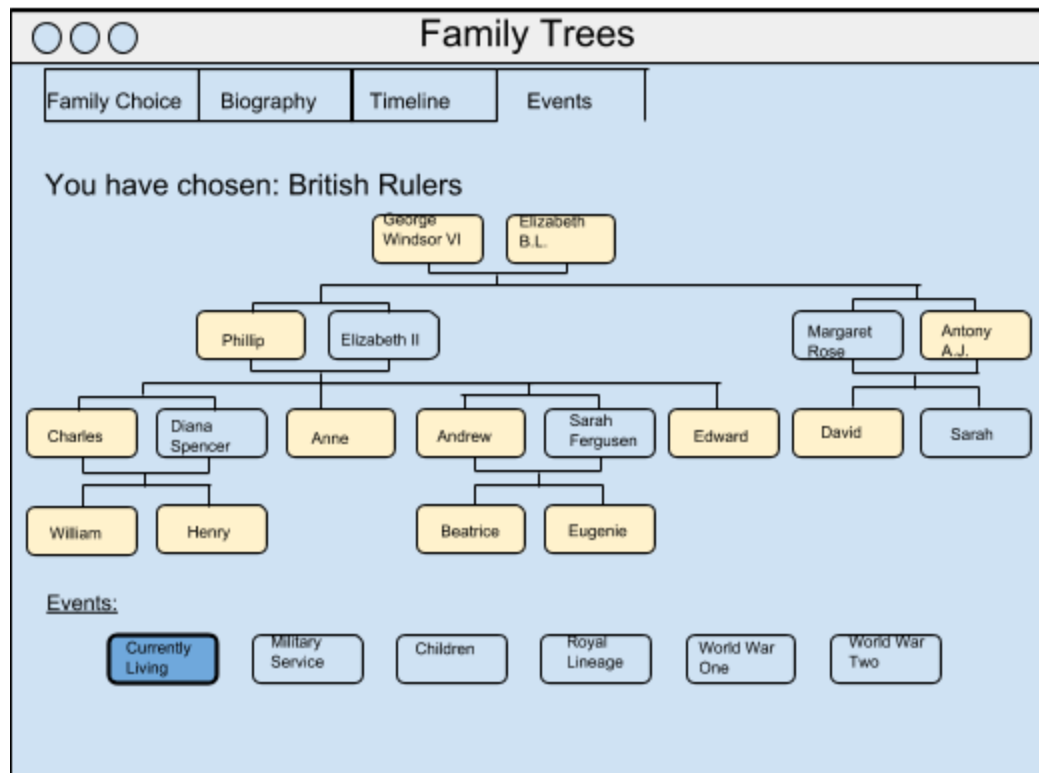 Family Trees
Family Choice
Biography
Timeline
Events
You have chosen: British Rulers
George
Windsor VI
Elizabeth
B.L.
Phillip
Elizabeth II
Margaret
Rose
Antony
A.J.
Charles
Diana
Spencer
Anne
Andrew
Sarah
Fergusen
Edward
David
Sarah
William
Henry
Beatrice
Eugenie
Events:
Currently
Living
Military
Service
Children
Royal
Lineage
World War
One
World War
Two